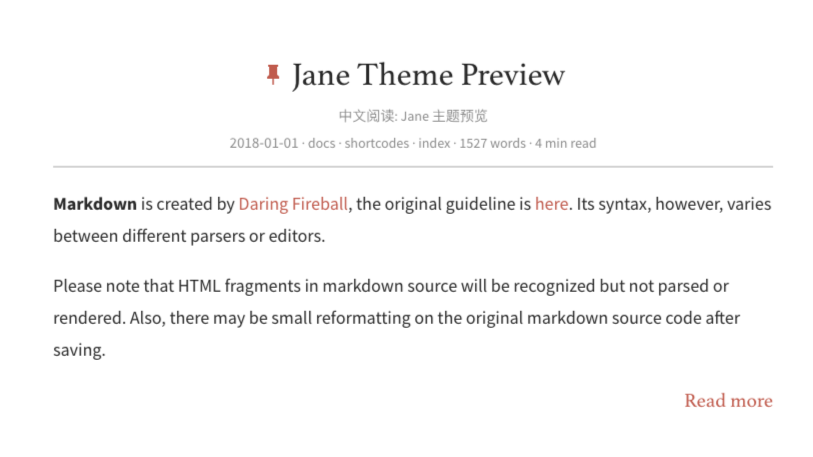 Jane Theme Preview
中文阅读: Jane 主题预览
2018-01-01 · docs · shortcodes · index · 1527 words · 4 min read
Markdown is created by Daring Fireball, the original guideline is here. Its syntax, however, varies
between different parsers or editors.
Please note that HTML fragments in markdown source will be recognized but not parsed or
rendered. Also, there may be small reformatting on the original markdown source code after
saving.
Read more